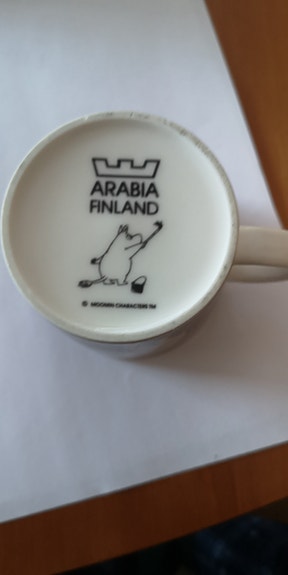 ARABIA
FINLAND
© MOOMIN CHARACTERS TM